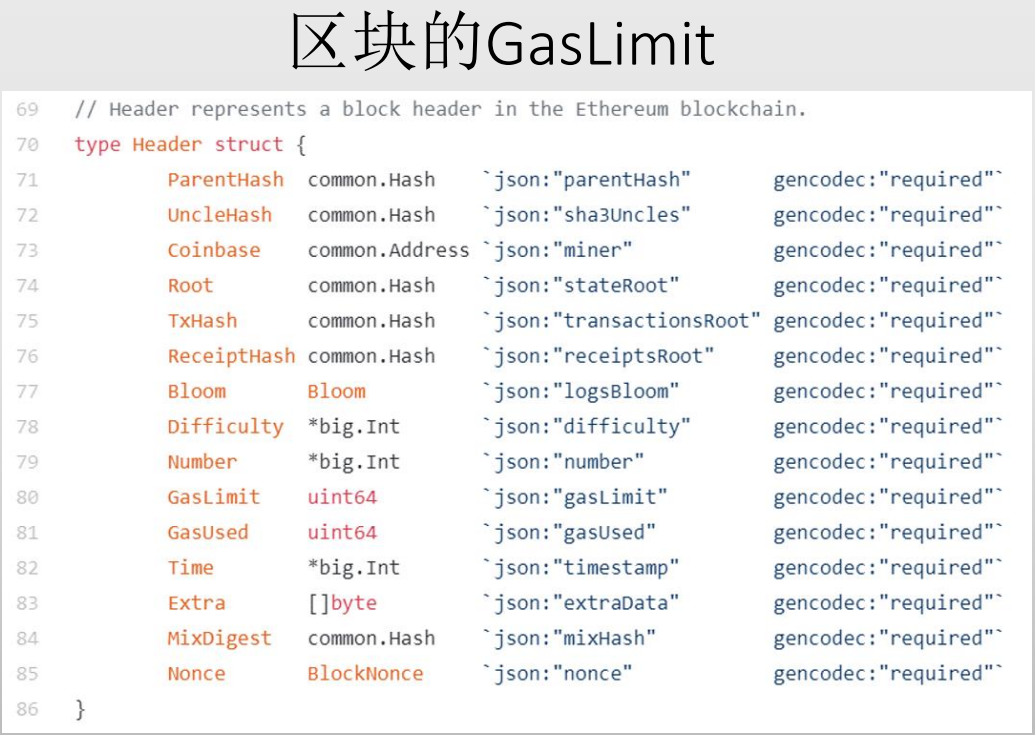 区块的GasLimit
69 // Header represents a block header in the Ethereum blockchain.
70 type Header struct {
71 ParentHash common.Hash `json:"parentHash" gencodec:"required"`
72 UncleHash common.Hash `json:"sha3Uncles" gencodec:"required"`
73 Coinbase common.Address `json:"miner" gencodec:"required"`
74 Root common.Hash `json:"stateRoot" gencodec:"required"`
75 TxHash common.Hash `json:"transactionsRoot" gencodec:"required"`
76 ReceiptHash common.Hash `json:"receiptsRoot" gencodec:"required"`
77 Bloom Bloom `json:"logsBloom" gencodec:"required"`
78 Difficulty *big.Int `json:"difficulty" gencodec:"required"`
79 Number *big.Int `json:"number" gencodec:"required"`
80 GasLimit uint64 `json:"gasLimit" gencodec:"required"`
81 GasUsed uint64 `json:"gasUsed" gencodec:"required"`
82 Time *big.Int `json:"timestamp" gencodec:"required"`
83 Extra []byte `json:"extraData" gencodec:"required"`
84 MixDigest common.Hash `json:"mixHash" gencodec:"required"`
85 Nonce BlockNonce `json:"nonce" gencodec:"required"`
86 }